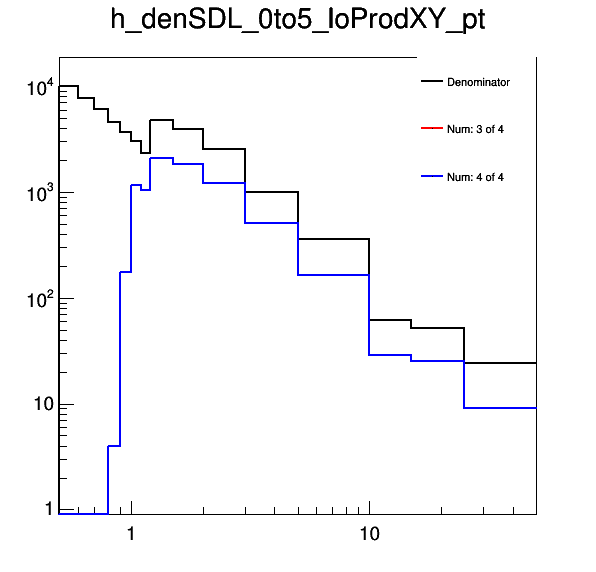 h_denSDL_0to5_loProdXY_pt
10^4
Denominator
Num: 3 of 4
Num: 4 of 4
10^3
10^2
10
1
1
10